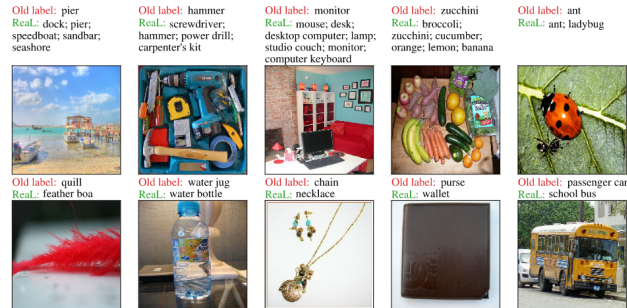 Old label: pier
ReaL: dock; pier;
speedboat; sandbar;
seashore
Old label: hammer
ReaL: screwdriver;
hammer; power drill;
carpenter's kit
Old label: monitor
ReaL: mouse; desk;
desktop computer; lamp;
studio couch; monitor;
computer keyboard
Old label: zucchini
ReaL: broccoli;
zucchini; cucumber;
orange; lemon; banana
Old label: ant
ReaL: ant; ladybug
Old label: quill
ReaL: feather boa
Old label: water jug
ReaL: water bottle
Old label: chain
ReaL: necklace
Old label: purse
ReaL: wallet
Old label: passenger car
ReaL: school bus